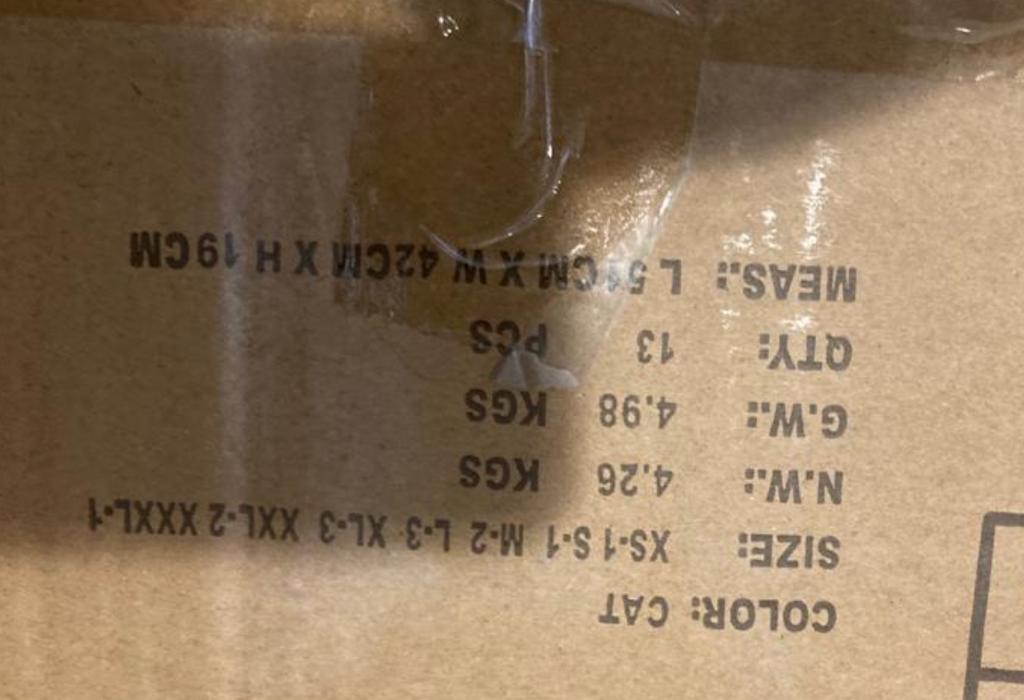 COLOR: CAT
SIZE: XS-1 S-1 M-2 L-3 XL-3 XXL-2 XXXL-1
N.W.: 4.26 KGS
G.W.: 4.98 KGS
QTY: 13 PCS
MEAS.: L 51CM X W 42CM X H 19CM